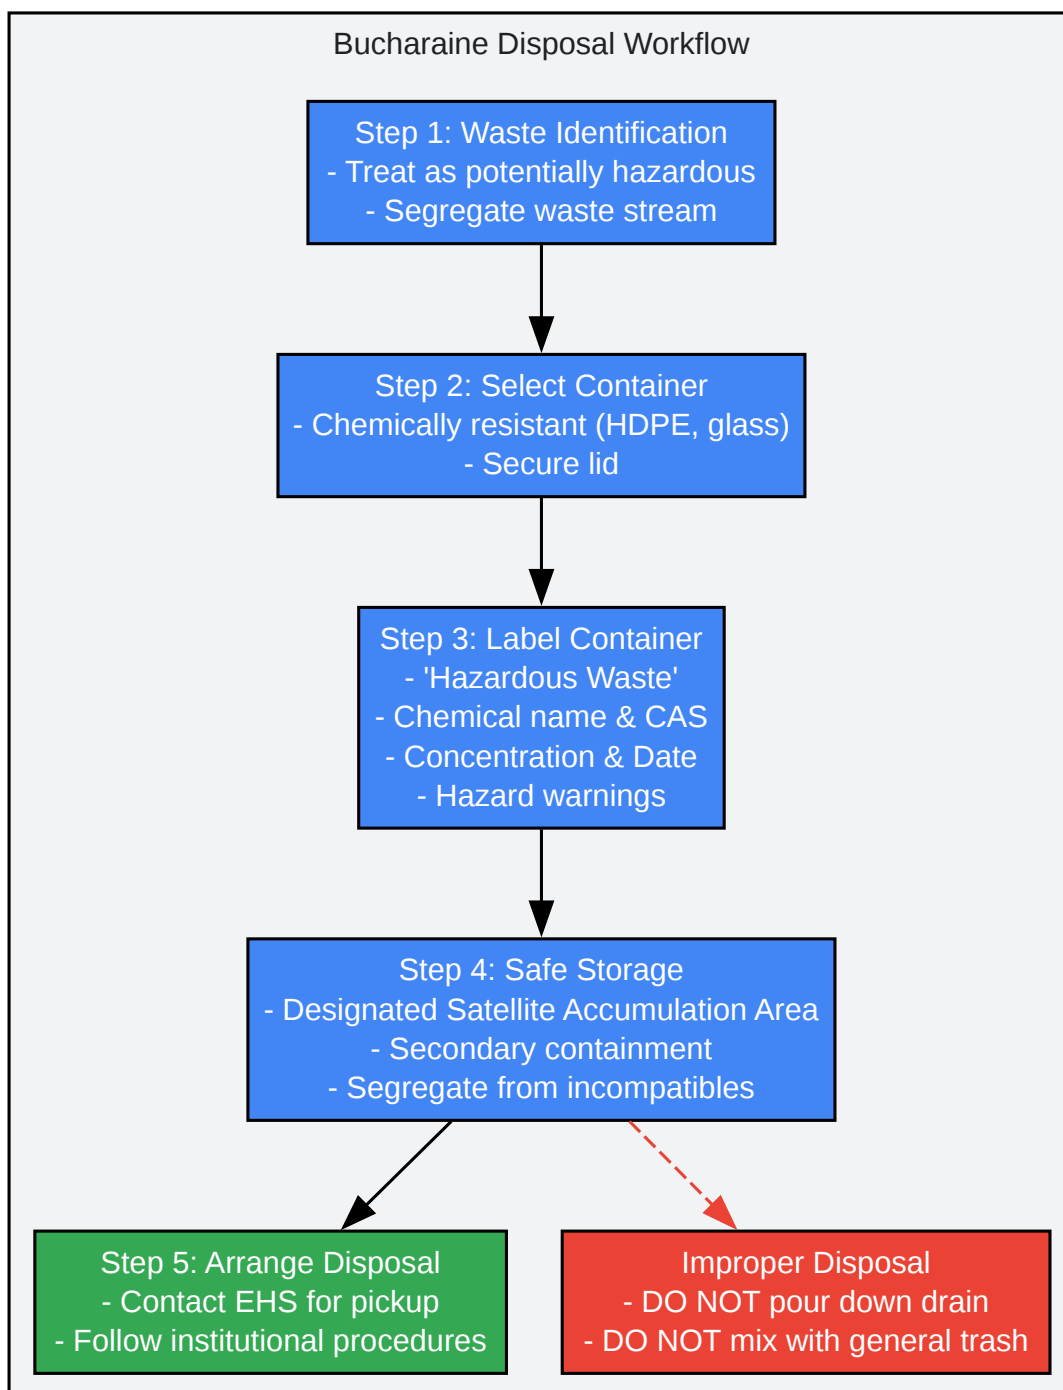 Bucharaine Disposal Workflow
Step 1: Waste Identification
- Treat as potentially hazardous
- Segregate waste stream
Step 2: Select Container
- Chemically resistant (HDPE, glass)
- Secure lid
Step 3: Label Container
- 'Hazardous Waste'
- Chemical name & CAS
- Concentration & Date
- Hazard warnings
Step 4: Safe Storage
- Designated Satellite Accumulation Area
- Secondary containment
- Segregate from incompatibles
Step 5: Arrange Disposal
- Contact EHS for pickup
- Follow institutional procedures
Improper Disposal
- DO NOT pour down drain
- DO NOT mix with general trash